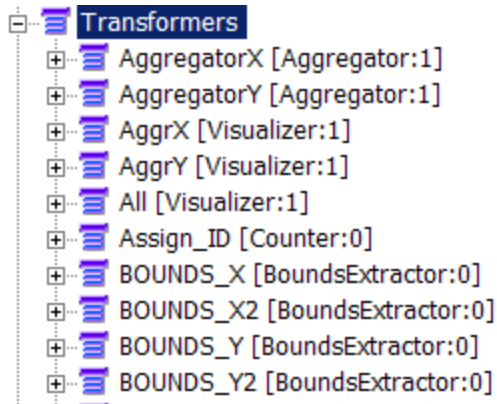 Transformers
AggregatorX [Aggregator:1]
AggregatorY [Aggregator:1]
AggrX [Visualizer:1]
AggrY [Visualizer:1]
All [Visualizer:1]
Assign_ID [Counter:0]
BOUNDS_X [BoundsExtractor:0]
BOUNDS_X2 [BoundsExtractor:0]
BOUNDS_Y [BoundsExtractor:0]
BOUNDS_Y2 [BoundsExtractor:0]